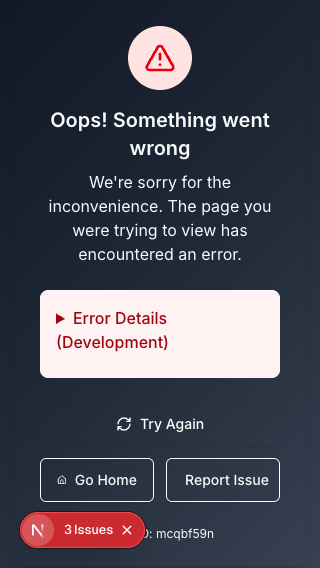 Oops! Something went
wrong
We're sorry for the
inconvenience. The page you
were trying to view has
encountered an error.
Error Details
(Development)
Try Again
Go Home
Report Issue
N
3 Issues
: mcqbf59n